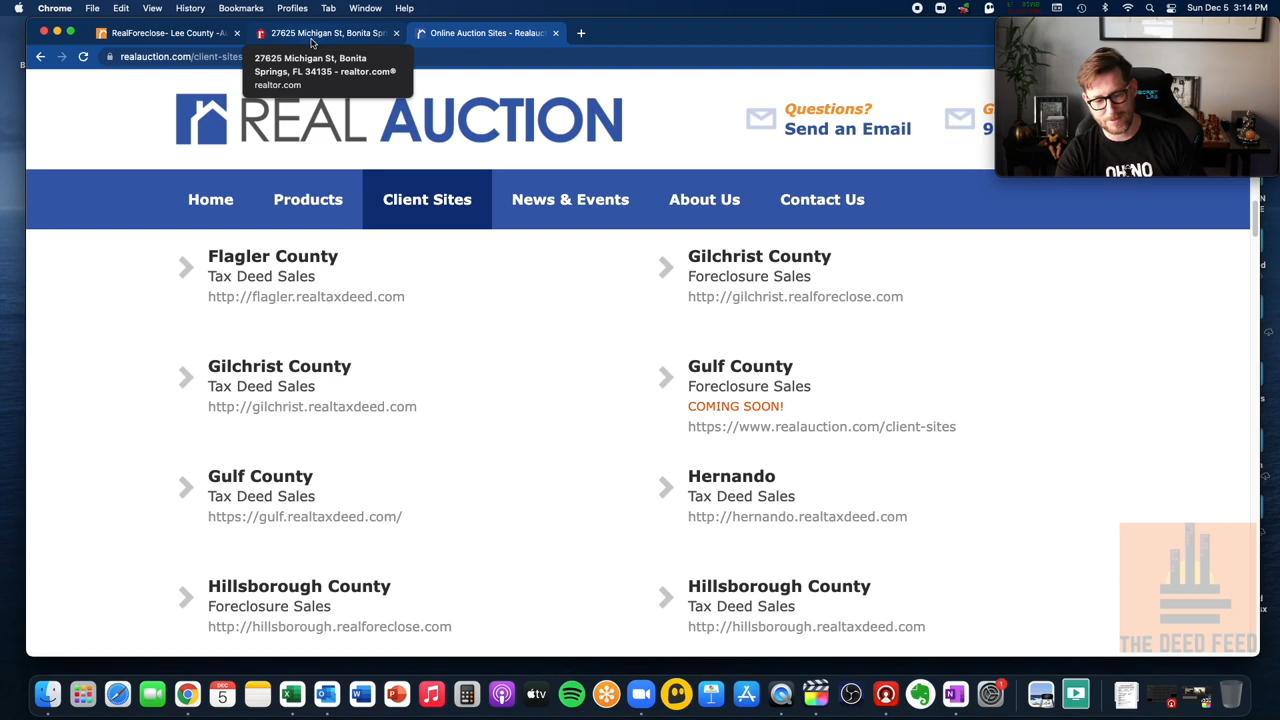 Chrome File Edit View History Bookmarks Profiles Tab Window Help Sun Dec 5 3:14 PM
RealForeclose- Lee County - 27625 Michigan St, Bonita Spri Online Auction Sites - Realauc
realauction.com/client-sites
27625 Michigan St, Bonita
Springs, FL 34135 - realtor.com®
realtor.com
REAL AUCTION
Questions?
Send an Email
G
9
Home Products Client Sites News & Events About Us Contact Us
Flagler County
Tax Deed Sales
http://flagler.realtaxdeed.com
Gilchrist County
Foreclosure Sales
http://gilchrist.realforeclose.com
Gilchrist County
Tax Deed Sales
http://gilchrist.realtaxdeed.com
Gulf County
Foreclosure Sales
COMING SOON!
https://www.realauction.com/client-sites
Gulf County
Tax Deed Sales
https://gulf.realtaxdeed.com/
Hernando
Tax Deed Sales
http://hernando.realtaxdeed.com
Hillsborough County
Foreclosure Sales
http://hillsborough.realforeclose.com
Hillsborough County
Tax Deed Sales
http://hillsborough.realtaxdeed.com
OH NO
THE DEED FEED
DEC
5
1